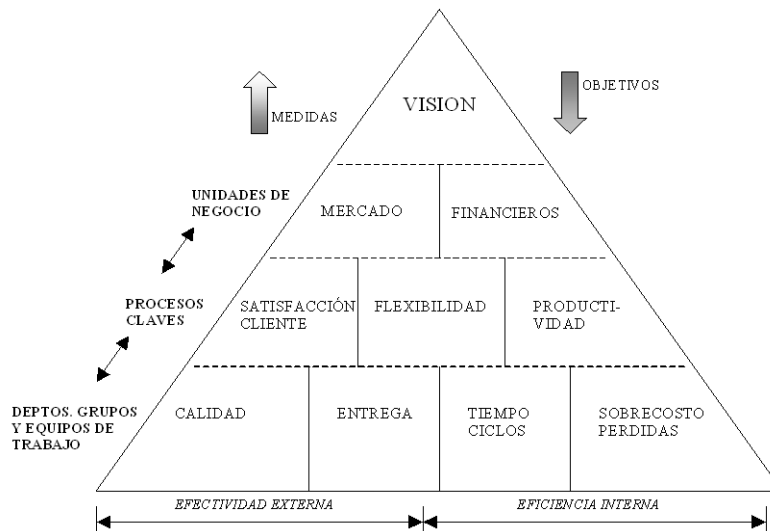 VISION
MEDIDAS
OBJETIVOS
UNIDADES DE
NEGOCIO
MERCADO
FINANCIEROS
PROCESOS
CLAVES
SATISFACCIÓN
CLIENTE
FLEXIBILIDAD
PRODUCTI-
VIDAD
DEPTOS. GRUPOS
Y EQUIPOS DE
TRABAJO
CALIDAD
ENTREGA
TIEMPO
CICLOS
SOBRECOSTO
PERDIDAS
EFECTIVIDAD EXTERNA
EFICIENCIA INTERNA